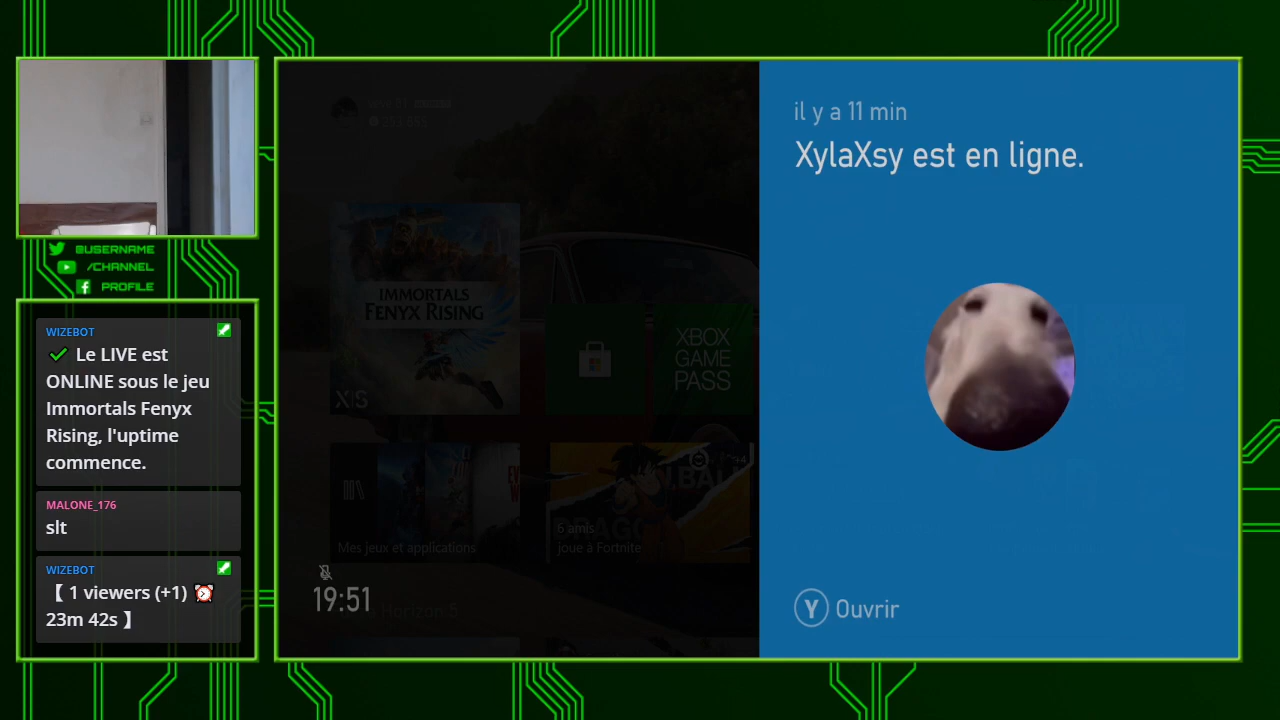 @USERNAME
/CHANNEL
PROFILE
WIZEBOT
Le LIVE est
ONLINE sous le jeu
Immortals Fenyx
Rising, l'uptime
commence.
MALONE_176
slt
WIZEBOT
【 1 viewers (+1)
23m 42s 】
IMMORTALS
FENYX RISING
X|S
XBOX
GAME
PASS
Mes jeux et applications
6 amis
joue à Fortnite
19:51
Horizon 5
il y a 11 min
XylaXsy est en ligne.
Y Ouvrir